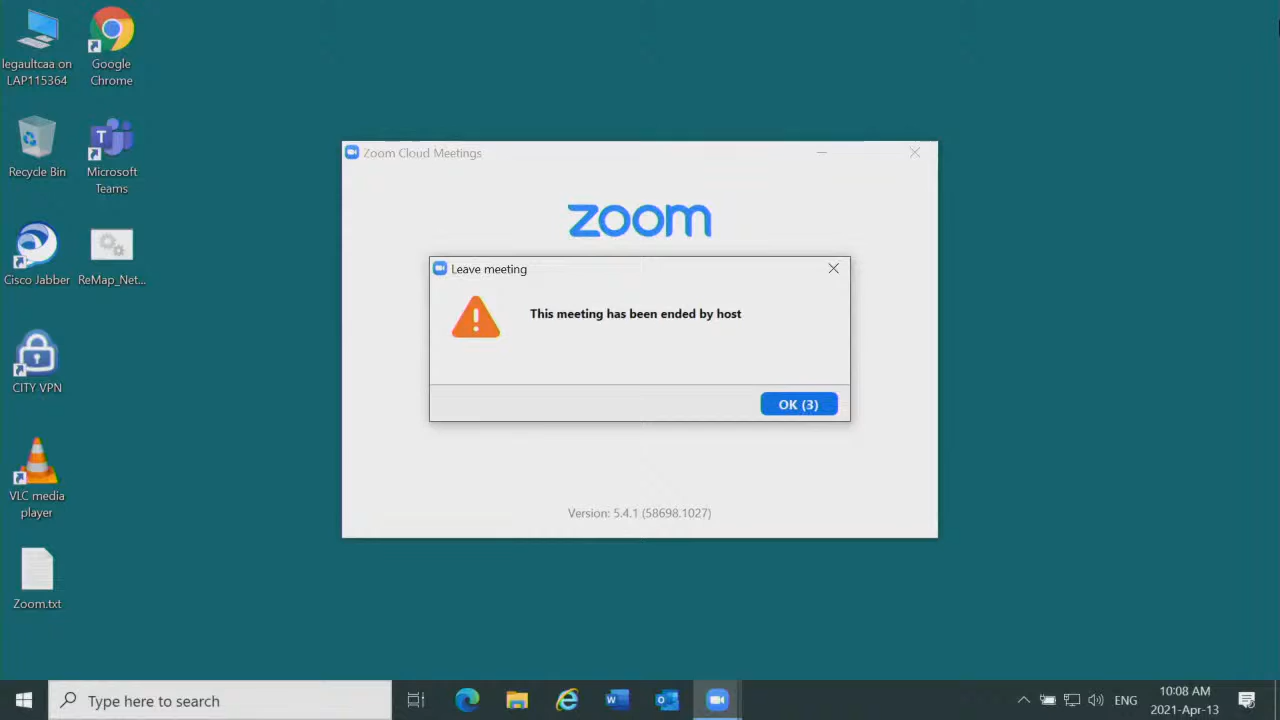 legaultcaa on
LAP115364
Google
Chrome
Recycle Bin
T
Microsoft
Teams
Cisco Jabber
ReMap_Net...
CITY VPN
VLC media
player
Zoom.txt
Zoom Cloud Meetings
zoom
Leave meeting
This meeting has been ended by host
OK (3)
Version: 5.4.1 (58698.1027)
Type here to search
ENG
10:08 AM
2021-Apr-13